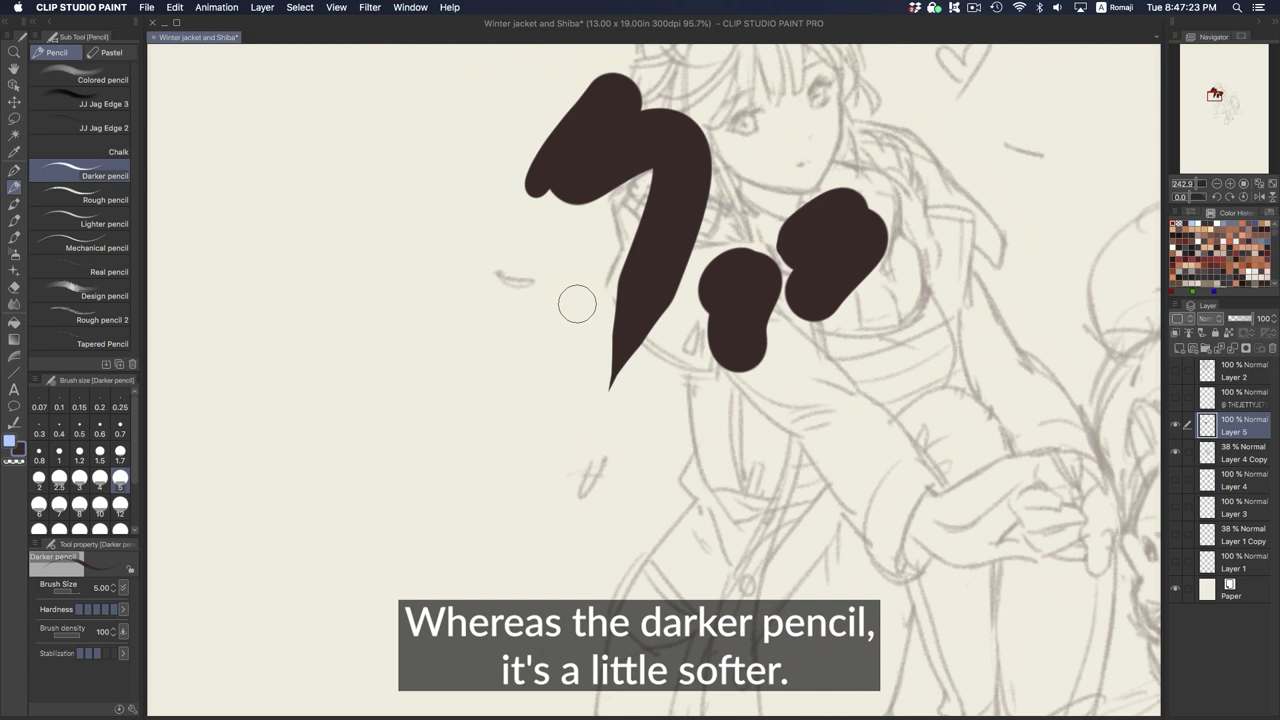 CLIP STUDIO PAINT PRO File Edit Animation Layer Select View Filter Window Help
A Romaji Tue 8:47:23 PM
Winter jacket and Shiba* (13.00 x 19.00in 300dpi 95.7%) - CLIP STUDIO PAINT PRO
Sub Tool [Pencil]
Winter jacket and Shiba*
Navigator
Pencil Pastel
Colored pencil
JJ Jag Edge 3
JJ Jag Edge 2
Chalk
Darker pencil
Rough pencil
Lighter pencil
Mechanical pencil
Real pencil
Design pencil
Rough pencil 2
Tapered Pencil
242.9
0.0
Color History
Layer
Norm 100
100 % Normal
Layer 2
100 % Normal
@ THEJETTYJET
100 % Normal
Layer 5
38 % Normal
Layer 4 Copy
100 % Normal
Layer 4
100 % Normal
Layer 3
38 % Normal
Layer 1 Copy
100 % Normal
Layer 1
Paper
Brush size [Darker pencil]
0.07 0.1 0.15 0.2 0.25
0.3 0.4 0.5 0.6 0.7
0.8 1 1.2 1.5 1.7
2 2.5 3 4 5
6 7 8 10 12
Tool property [Darker pen
Darker pencil
Brush Size 5.00
Hardness
Brush density 100
Stabilization
Whereas the darker pencil,
it's a little softer.